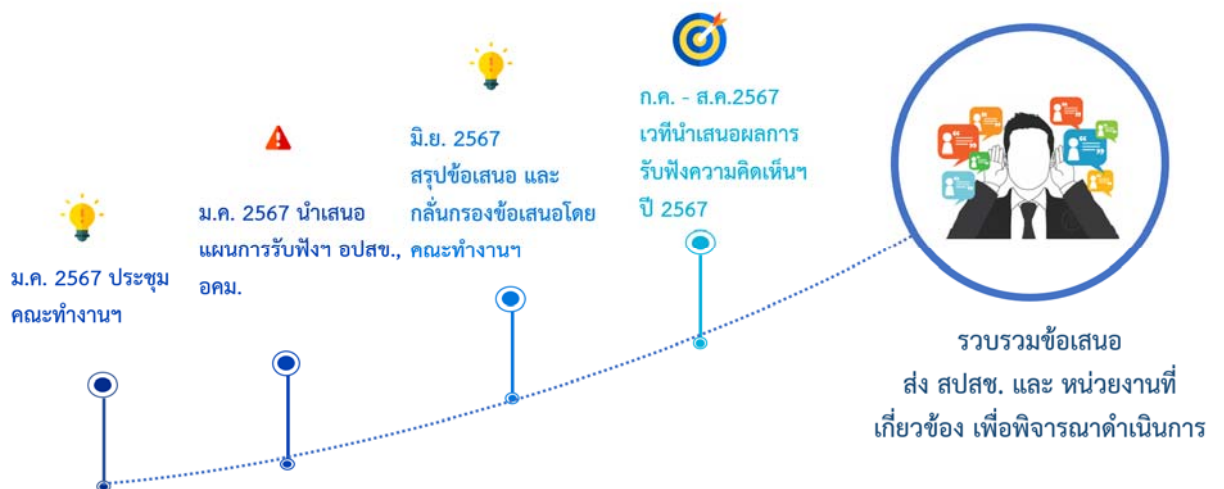 ม.ค. 2567 ประชุม
คณะทำงานฯ
ม.ค. 2567 นำเสนอ
แผนการรับฟังฯ อปสข.,
อคม.
มิ.ย. 2567
สรุปข้อเสนอ และ
กลั่นกรองข้อเสนอโดย
คณะทำงานฯ
ก.ค. - ส.ค.2567
เวทีนำเสนอผลการ
รับฟังความคิดเห็นฯ
ปี 2567
รวบรวมข้อเสนอ
ส่ง สปสช. และ หน่วยงานที่
เกี่ยวข้อง เพื่อพิจารณาดำเนินการ